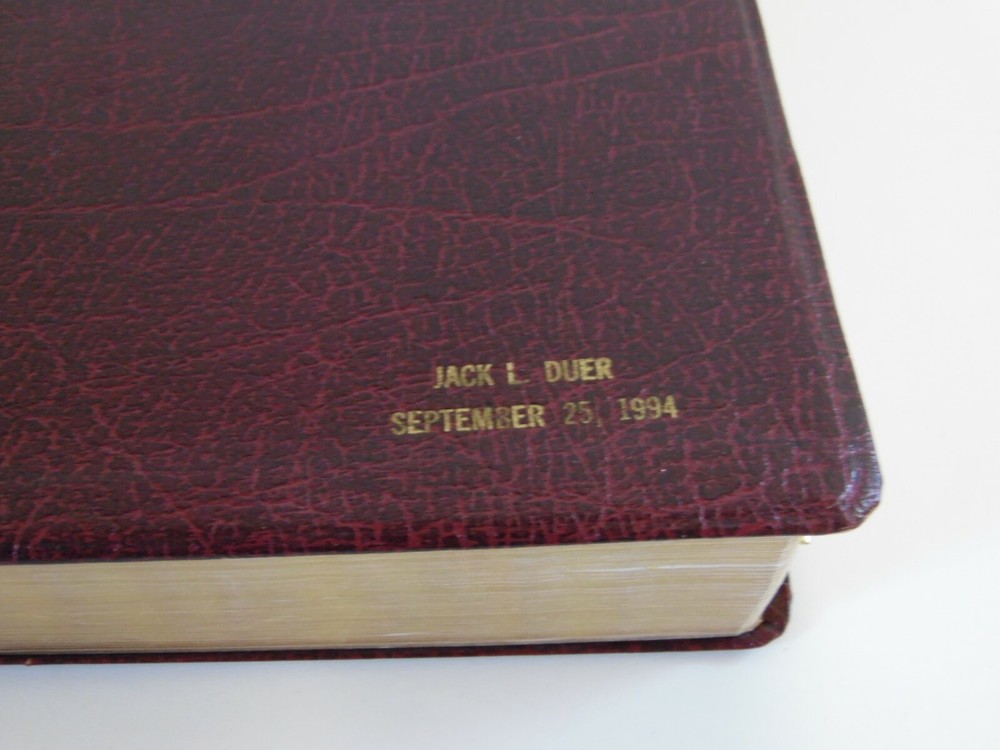 JACK L. DUER
SEPTEMBER 25, 1994